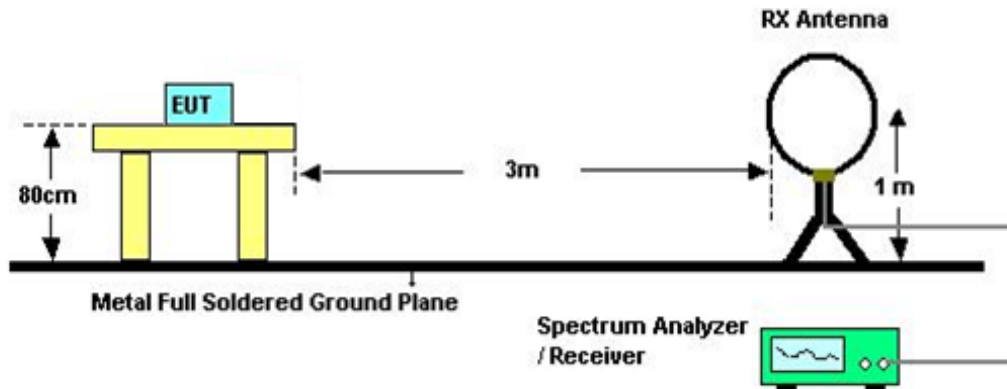 RX Antenna
EUT
80cm
3m
1 m
Metal Full Soldered Ground Plane
Spectrum Analyzer
/ Receiver